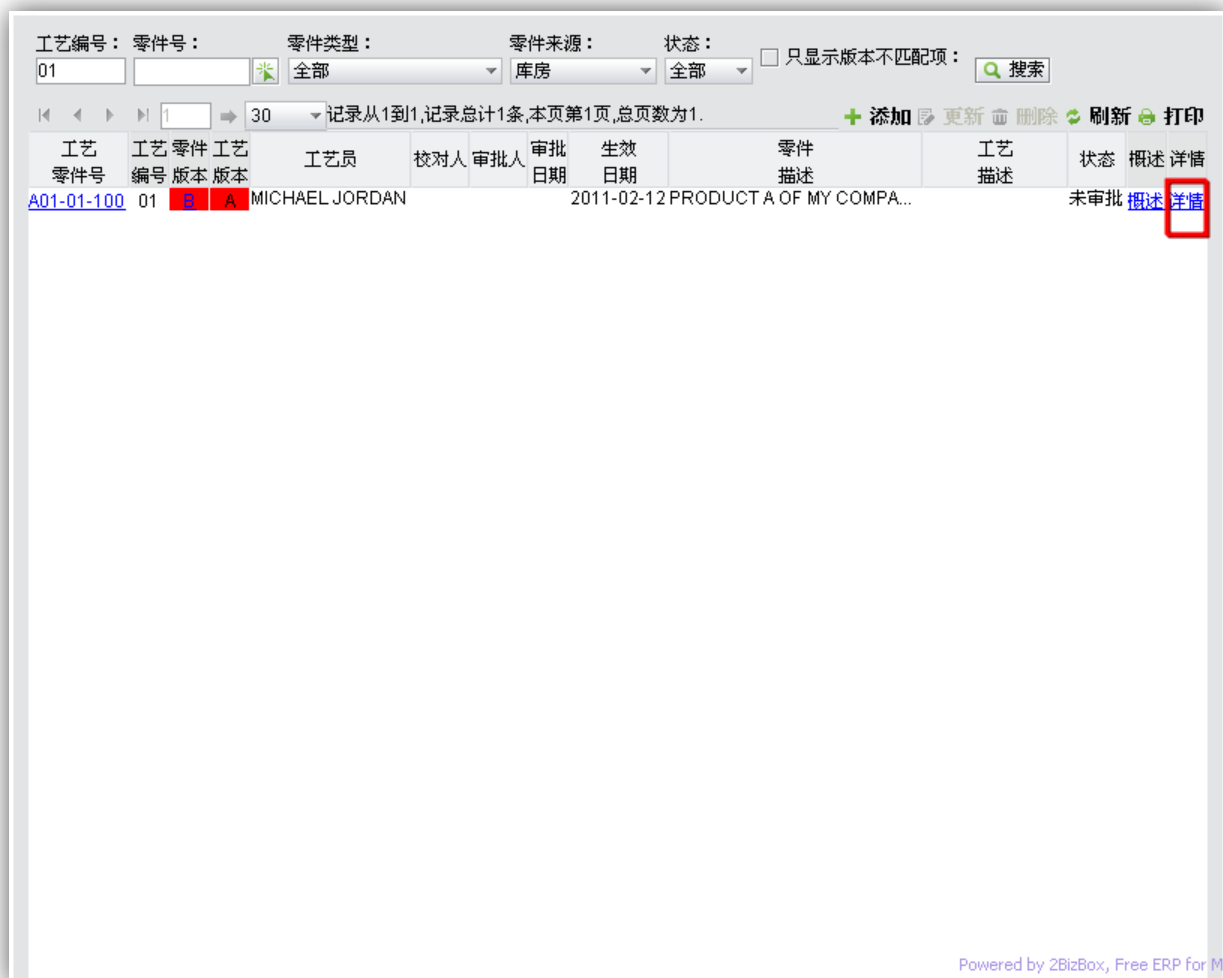 工艺编号： 零件号： 零件类型： 零件来源： 状态：
01 全部 库房 全部 只显示版本不匹配项： 搜索
1 30 记录从1到1,记录总计1条,本页第1页,总页数为1. 添加 更新 删除 刷新 打印
工艺零件号 工艺编号 零件版本 工艺版本 工艺员 校对人 审批人 审批日期 生效日期 零件描述 工艺描述 状态 概述 详情
A01-01-100 01 B A MICHAEL JORDAN 2011-02-12 PRODUCT A OF MY COMPA... 未审批 概述 详情
Powered by 2BizBox, Free ERP for M